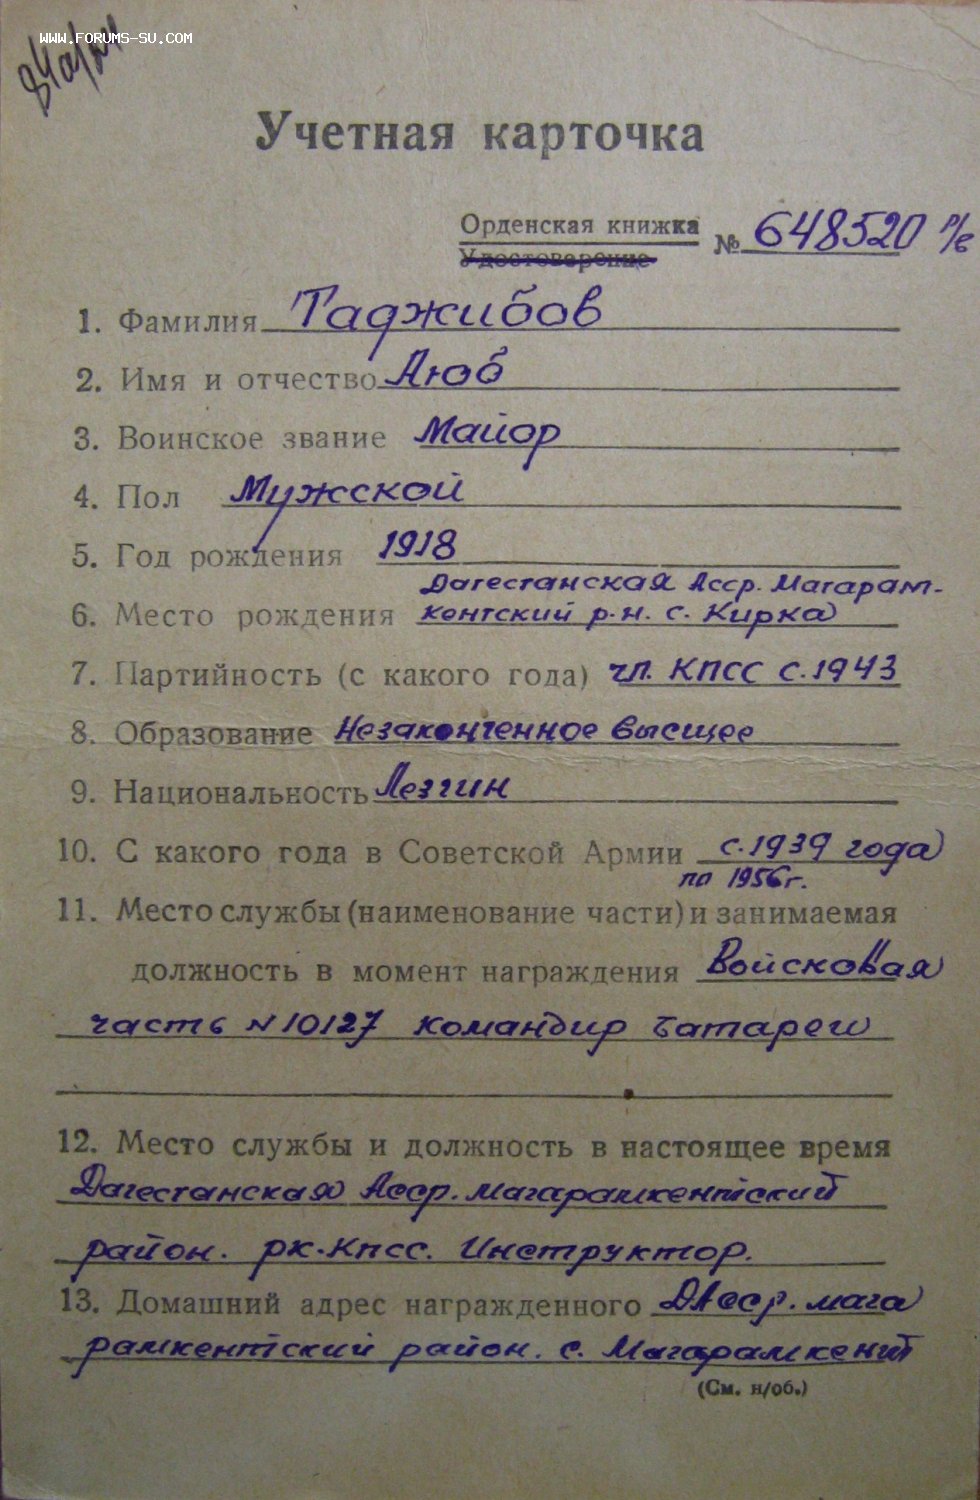 WWW.FORUMS-SU.COM
Учетная карточка
Орденская книжка
Удостоверение
№ 648520
1. Фамилия Таджибов
2. Имя и отчество Аюб
3. Воинское звание Майор
4. Пол Мужской
5. Год рождения 1918
Дагестанская Асср. Магарам-
6. Место рождения кентский р-н. с. Кирка
7. Партийность (с какого года) чл. КПСС с. 1943
8. Образование Незаконченное высшее
9. Национальность Лезгин
10. С какого года в Советской Армии с. 1939 года
по 1956 г.
11. Место службы (наименование части) и занимаемая
должность в момент награждения Войсковая
часть N 10127 командир батареи
12. Место службы и должность в настоящее время
Дагестанская Асср. магарамкентский
район. рк. Кпсс. Инструктор.
13. Домашний адрес награжденного ДАсср. мага
рамкентский район. с. Магарамкент
(См. н/об.)